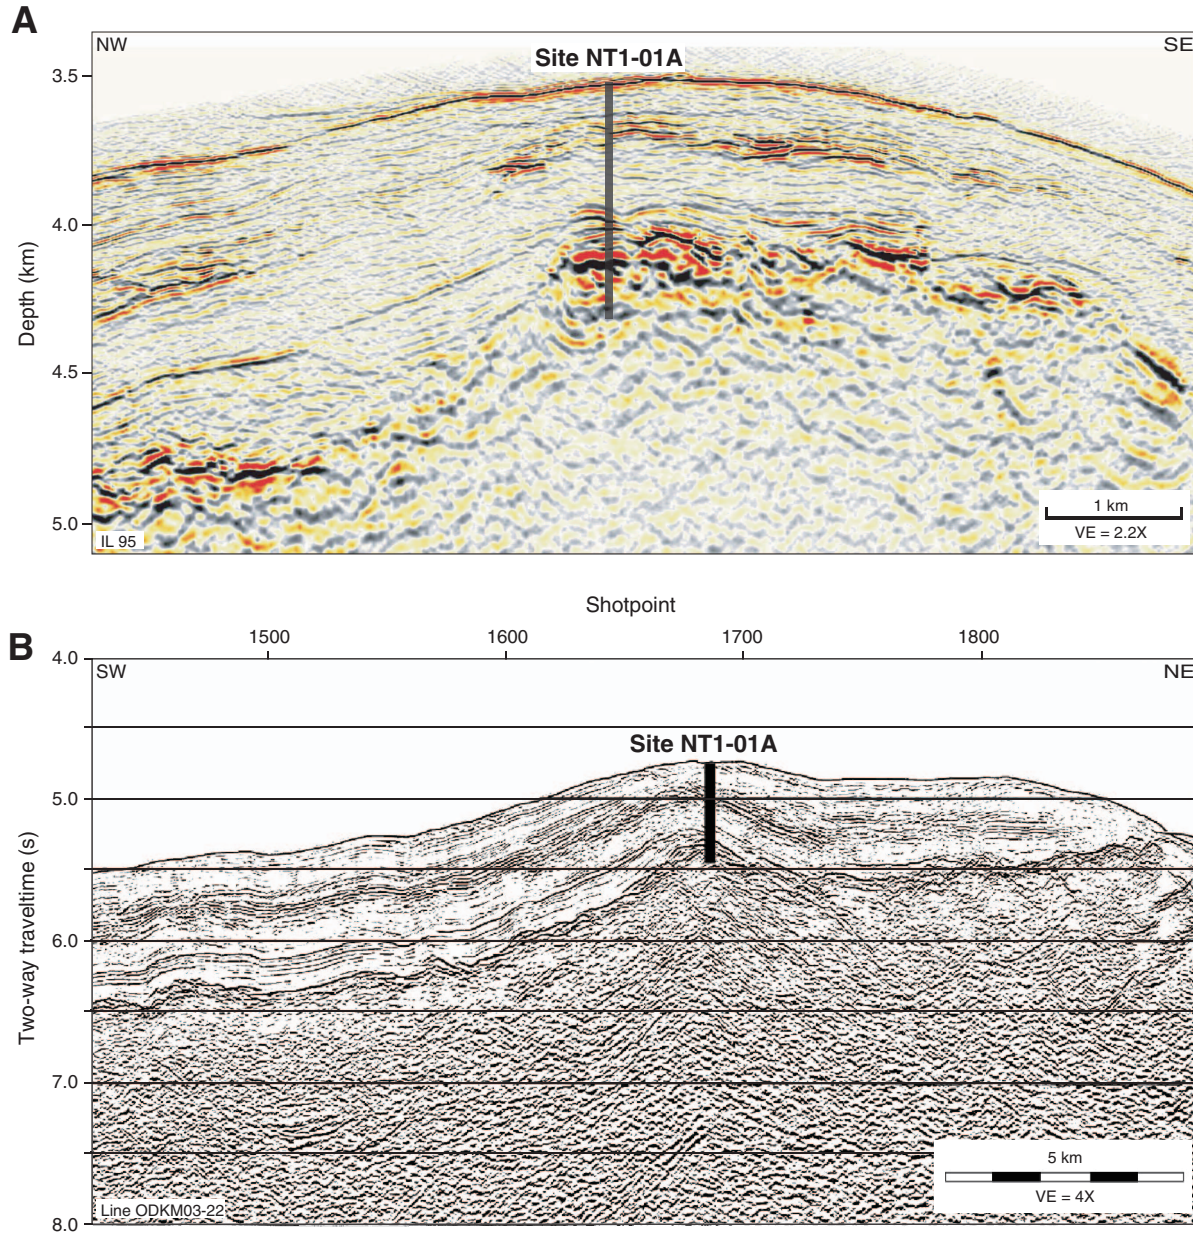 A
NW
SE
Site NT1-01A
3.5
4.0
4.5
5.0
Depth (km)
1 km
VE = 2.2X
IL 95
Shotpoint
1500 1600 1700 1800
B
4.0
SW
NE
Site NT1-01A
5.0
6.0
7.0
8.0
Two-way traveltime (s)
5 km
VE = 4X
Line ODKM03-22